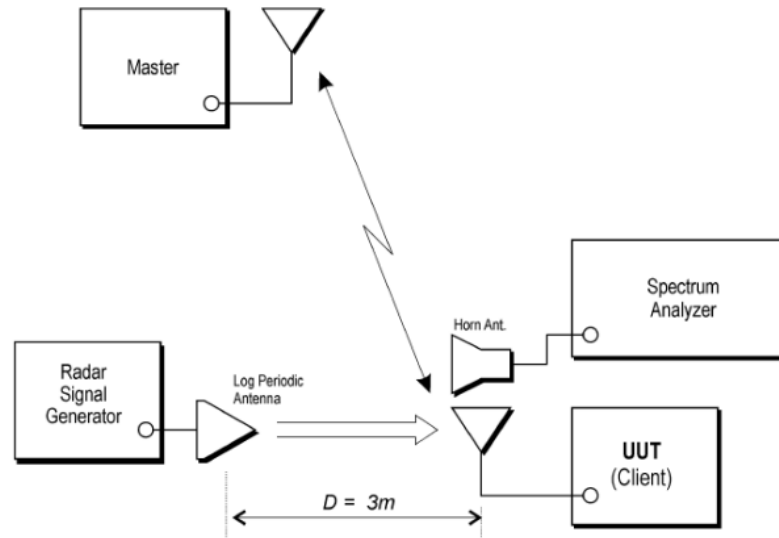 Master
Spectrum
Analyzer
Horn Ant.
Radar
Signal
Generator
Log Periodic
Antenna
UUT
(Client)
D = 3m